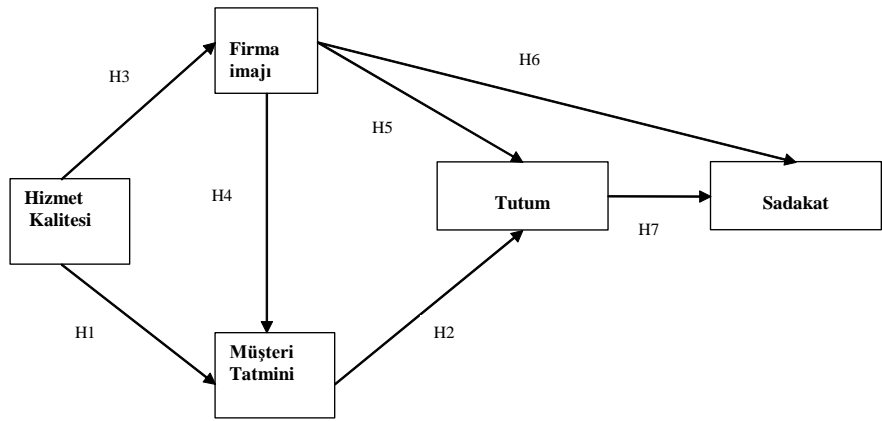 Firma
imajı
H6
H3
H5
H4
Hizmet
Kalitesi
Tutum
Sadakat
H7
H1
H2
Müşteri
Tatmini